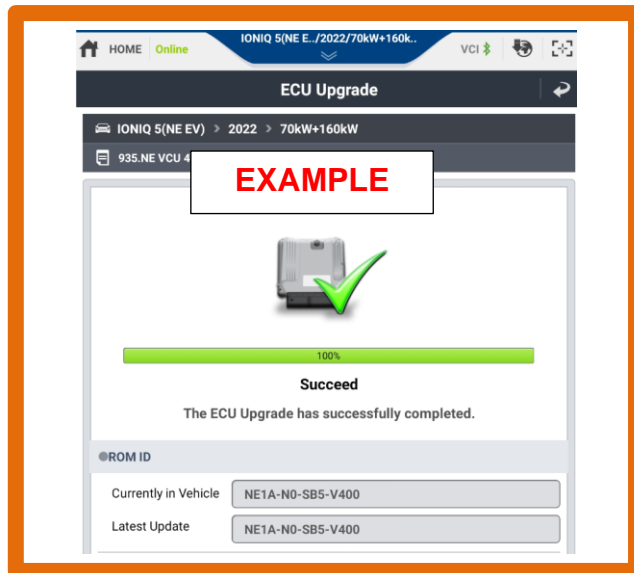 HOME Online IONIQ 5(NE E../2022/70kW+160k.. VCI
ECU Upgrade
IONIQ 5(NE EV) > 2022 > 70kW+160kW
935.NE VCU 4
EXAMPLE
100%
Succeed
The ECU Upgrade has successfully completed.
ROM ID
Currently in Vehicle NE1A-N0-SB5-V400
Latest Update NE1A-N0-SB5-V400